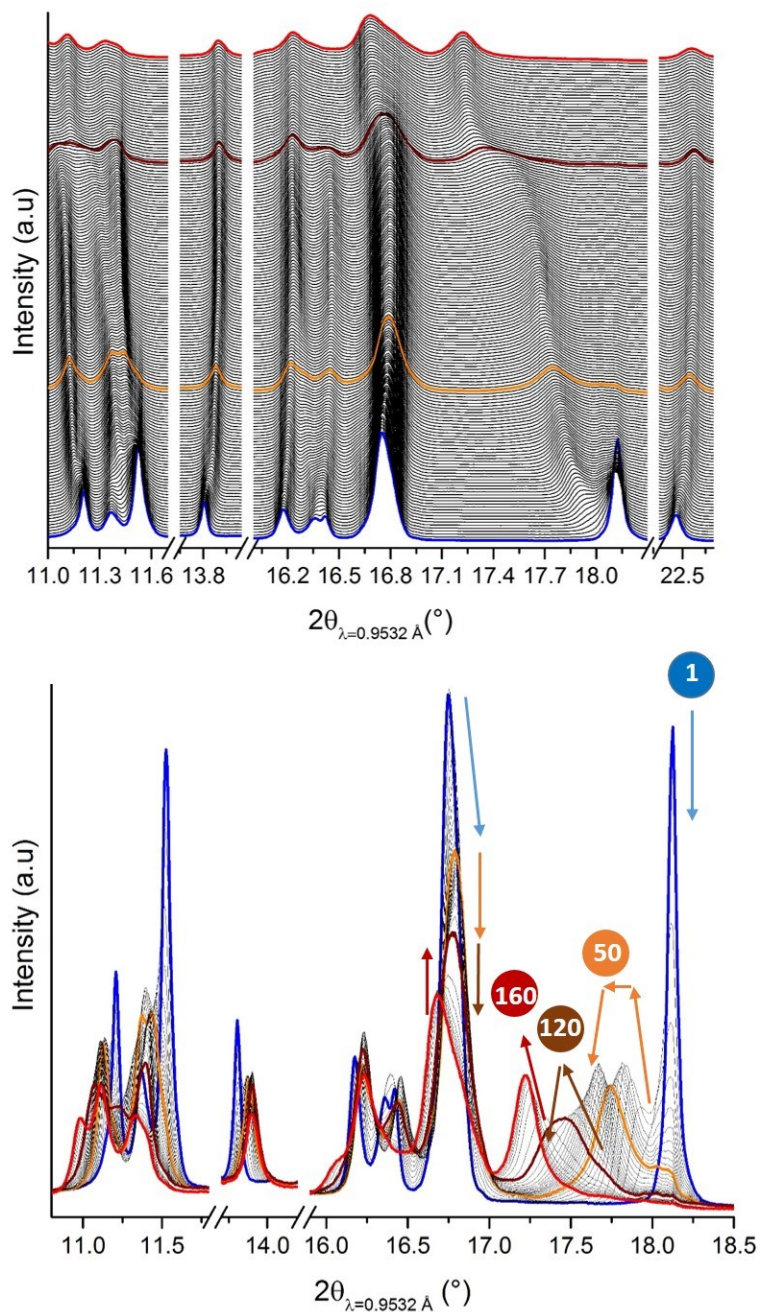 Intensity (a.u)
11.0 11.3 11.6 13.8 16.2 16.5 16.8 17.1 17.4 17.7 18.0 22.5
2θλ=0.9532 Å(°)
1
50
160
120
Intensity (a.u)
11.0 11.5 14.0 16.0 16.5 17.0 17.5 18.0 18.5
2θλ=0.9532 Å (°)